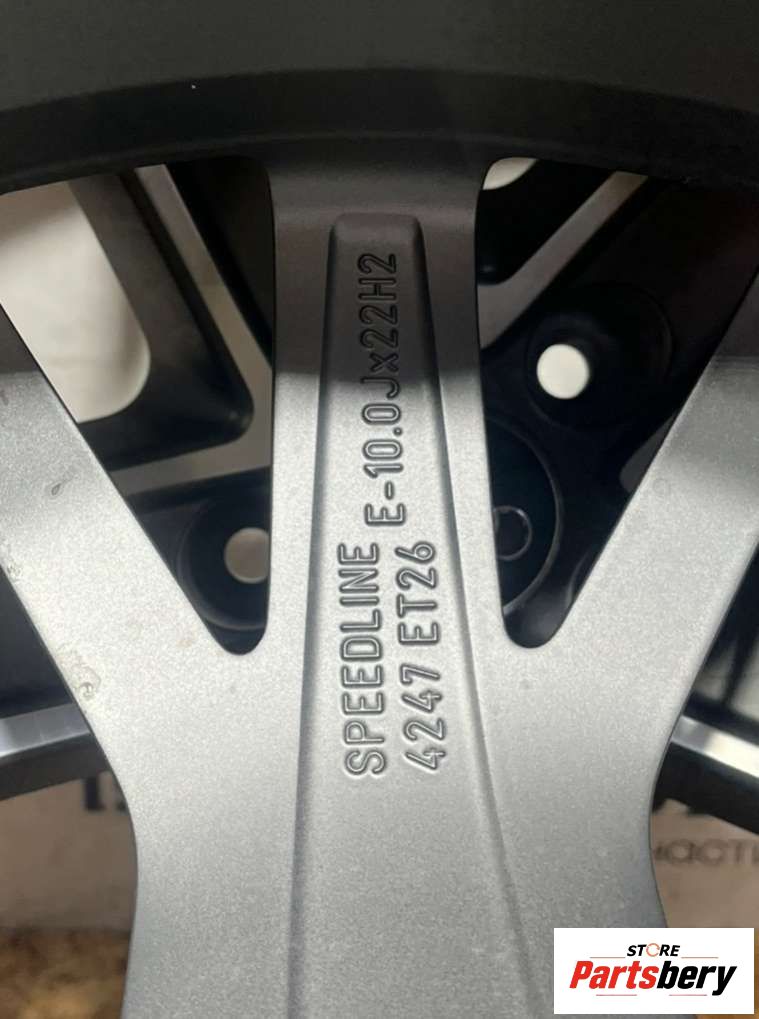 SPEEDLINE E-10.0Jx22H2
4247 ET26
STORE
Partsbery